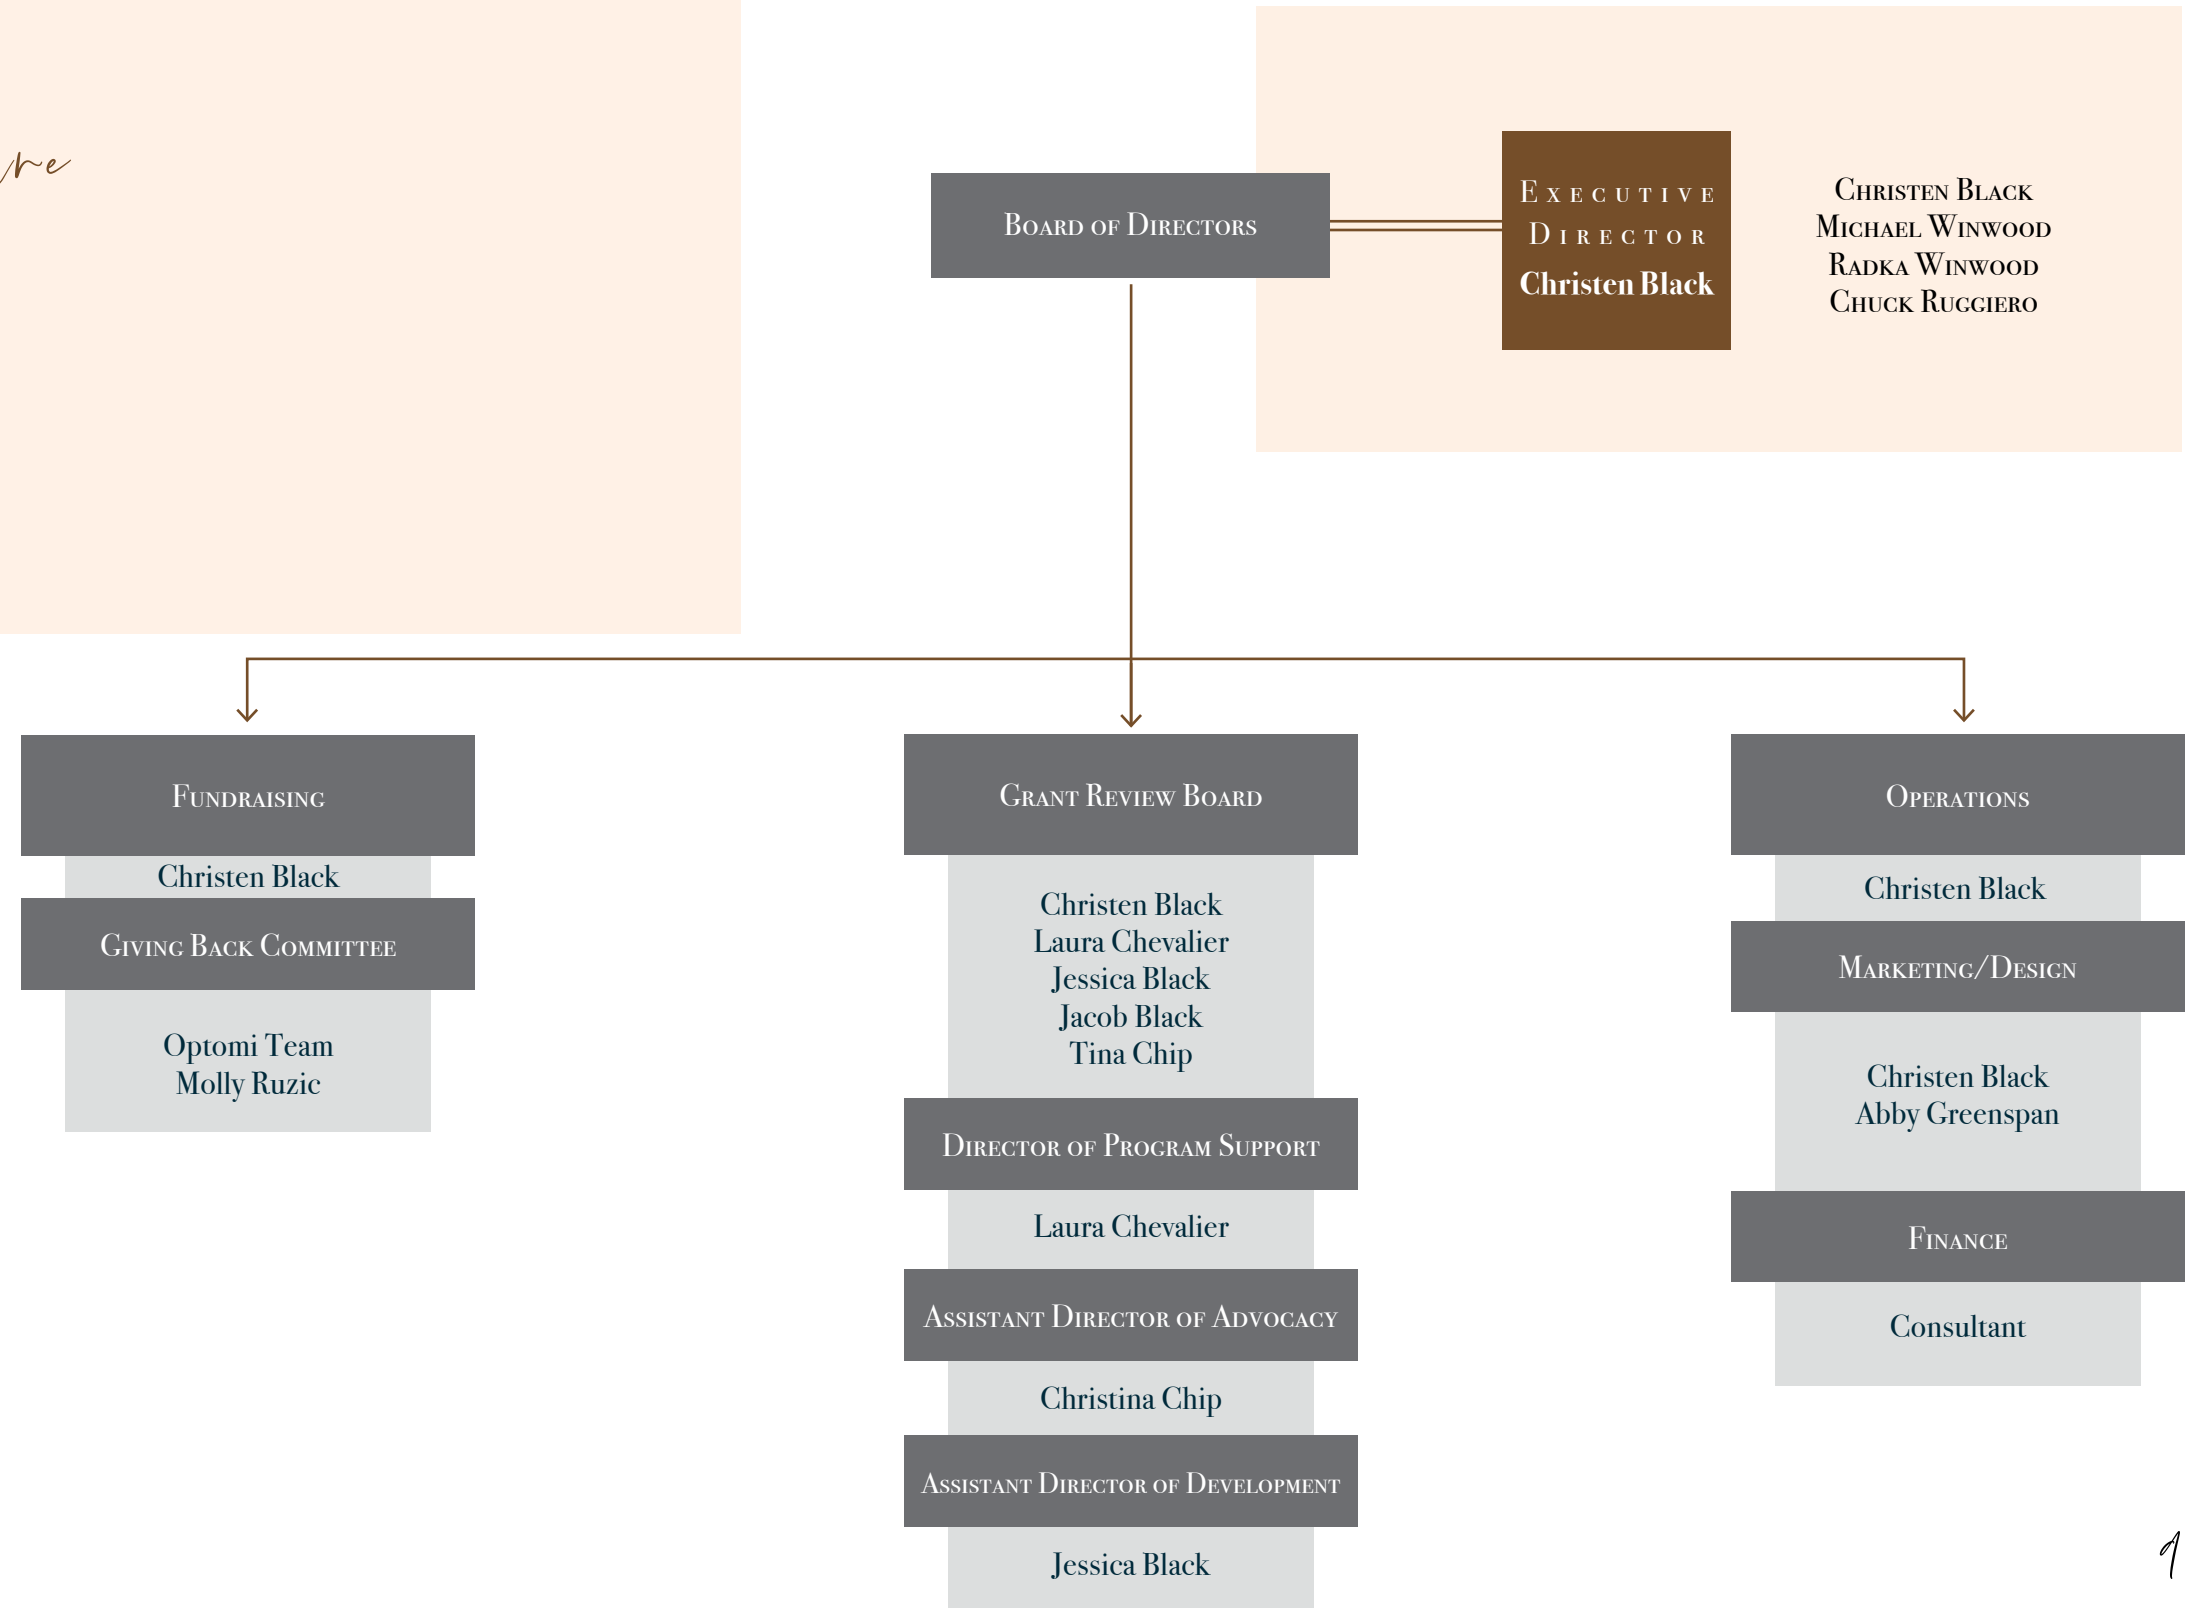 Board of Directors
Executive
Director
Christen Black
Christen Black
Michael Winwood
Radka Winwood
Chuck Ruggiero
Fundraising
Christen Black
Giving Back Committee
Optomi Team
Molly Ruzic
Grant Review Board
Christen Black
Laura Chevalier
Jessica Black
Jacob Black
Tina Chip
Director of Program Support
Laura Chevalier
Assistant Director of Advocacy
Christina Chip
Assistant Director of Development
Jessica Black
Operations
Christen Black
Marketing/Design
Christen Black
Abby Greenspan
Finance
Consultant
9